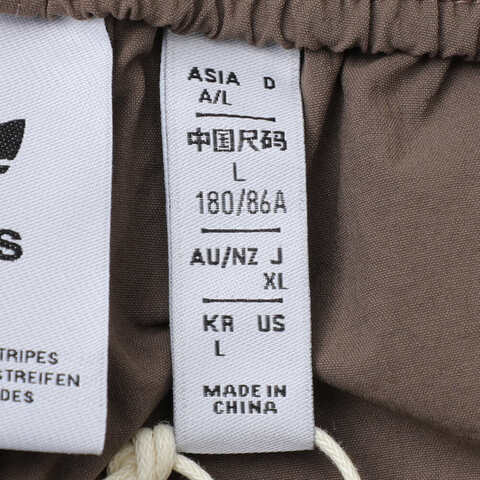 S
TRIPES
STREIFEN
DES
ASIA D
A/L
中国尺码
L
180/86A
AU/NZ J
XL
KR US
L
MADE IN
CHINA